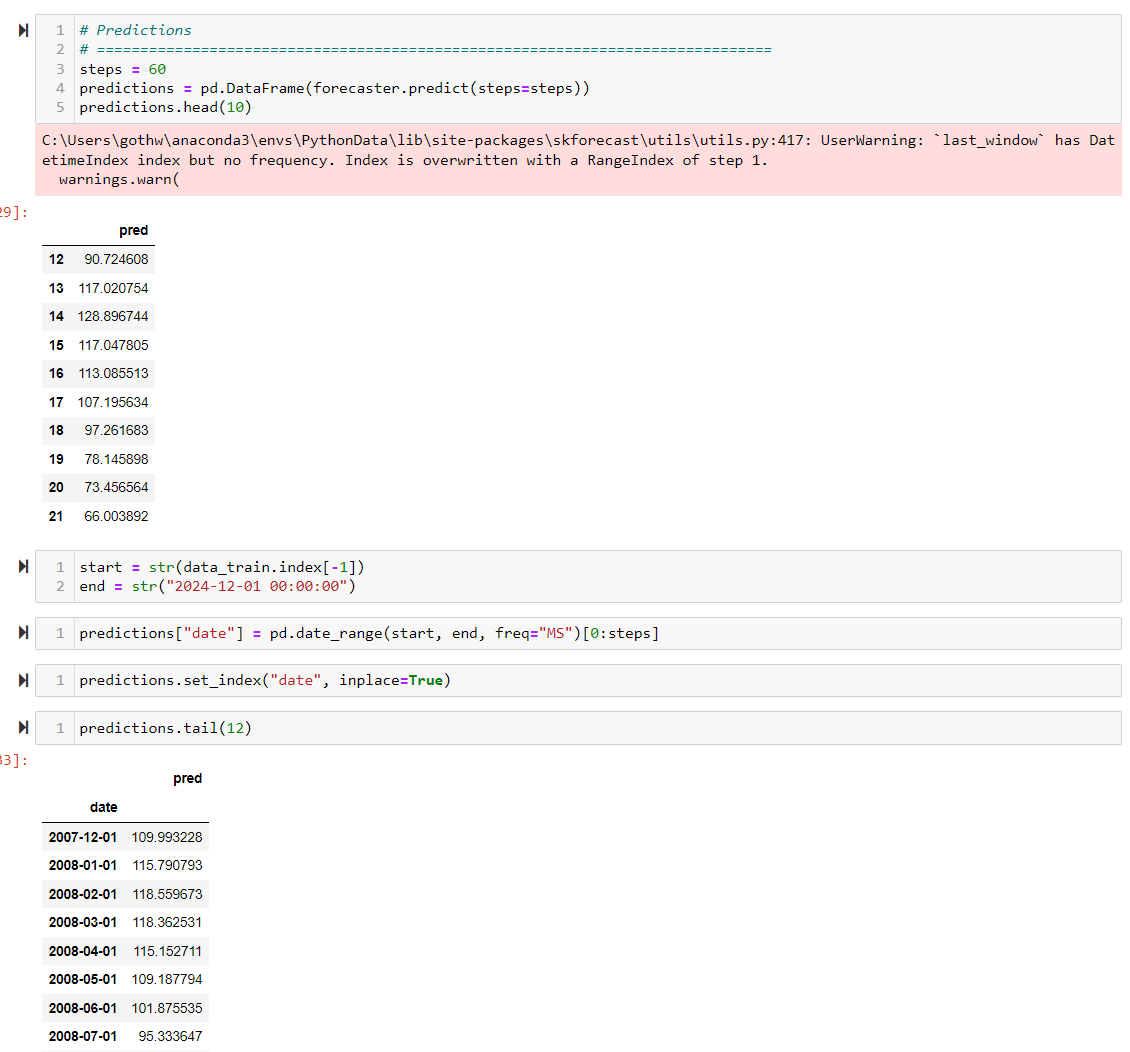 1 # Predictions
2 # ==============================================================================
3 steps = 60
4 predictions = pd.DataFrame(forecaster.predict(steps=steps))
5 predictions.head(10)
C:\Users\gothw\anaconda3\envs\PythonData\lib\site-packages\skforecast\utils\utils.py:417: UserWarning: `last_window` has Dat
etimeIndex index but no frequency. Index is overwritten with a RangeIndex of step 1.
warnings.warn(
29]:
pred
12 90.724608
13 117.020754
14 128.896744
15 117.047805
16 113.085513
17 107.195634
18 97.261683
19 78.145898
20 73.456564
21 66.003892
1 start = str(data_train.index[-1])
2 end = str("2024-12-01 00:00:00")
1 predictions["date"] = pd.date_range(start, end, freq="MS")[0:steps]
1 predictions.set_index("date", inplace=True)
1 predictions.tail(12)
33]:
pred
date
2007-12-01 109.993228
2008-01-01 115.790793
2008-02-01 118.559673
2008-03-01 118.362531
2008-04-01 115.152711
2008-05-01 109.187794
2008-06-01 101.875535
2008-07-01 95.333647